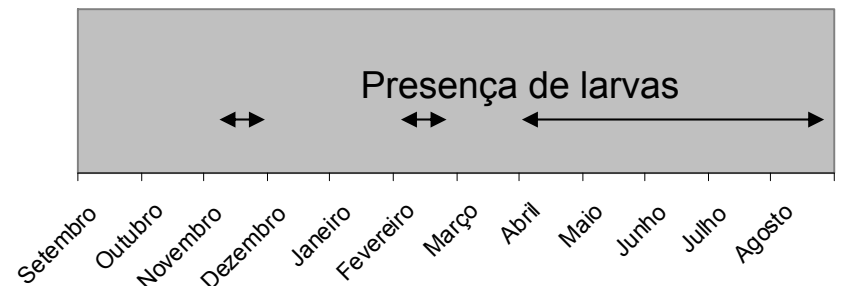 Presença de larvas
Setembro
Outubro
Novembro
Dezembro
Janeiro
Fevereiro
Março
Abril
Maio
Junho
Julho
Agosto